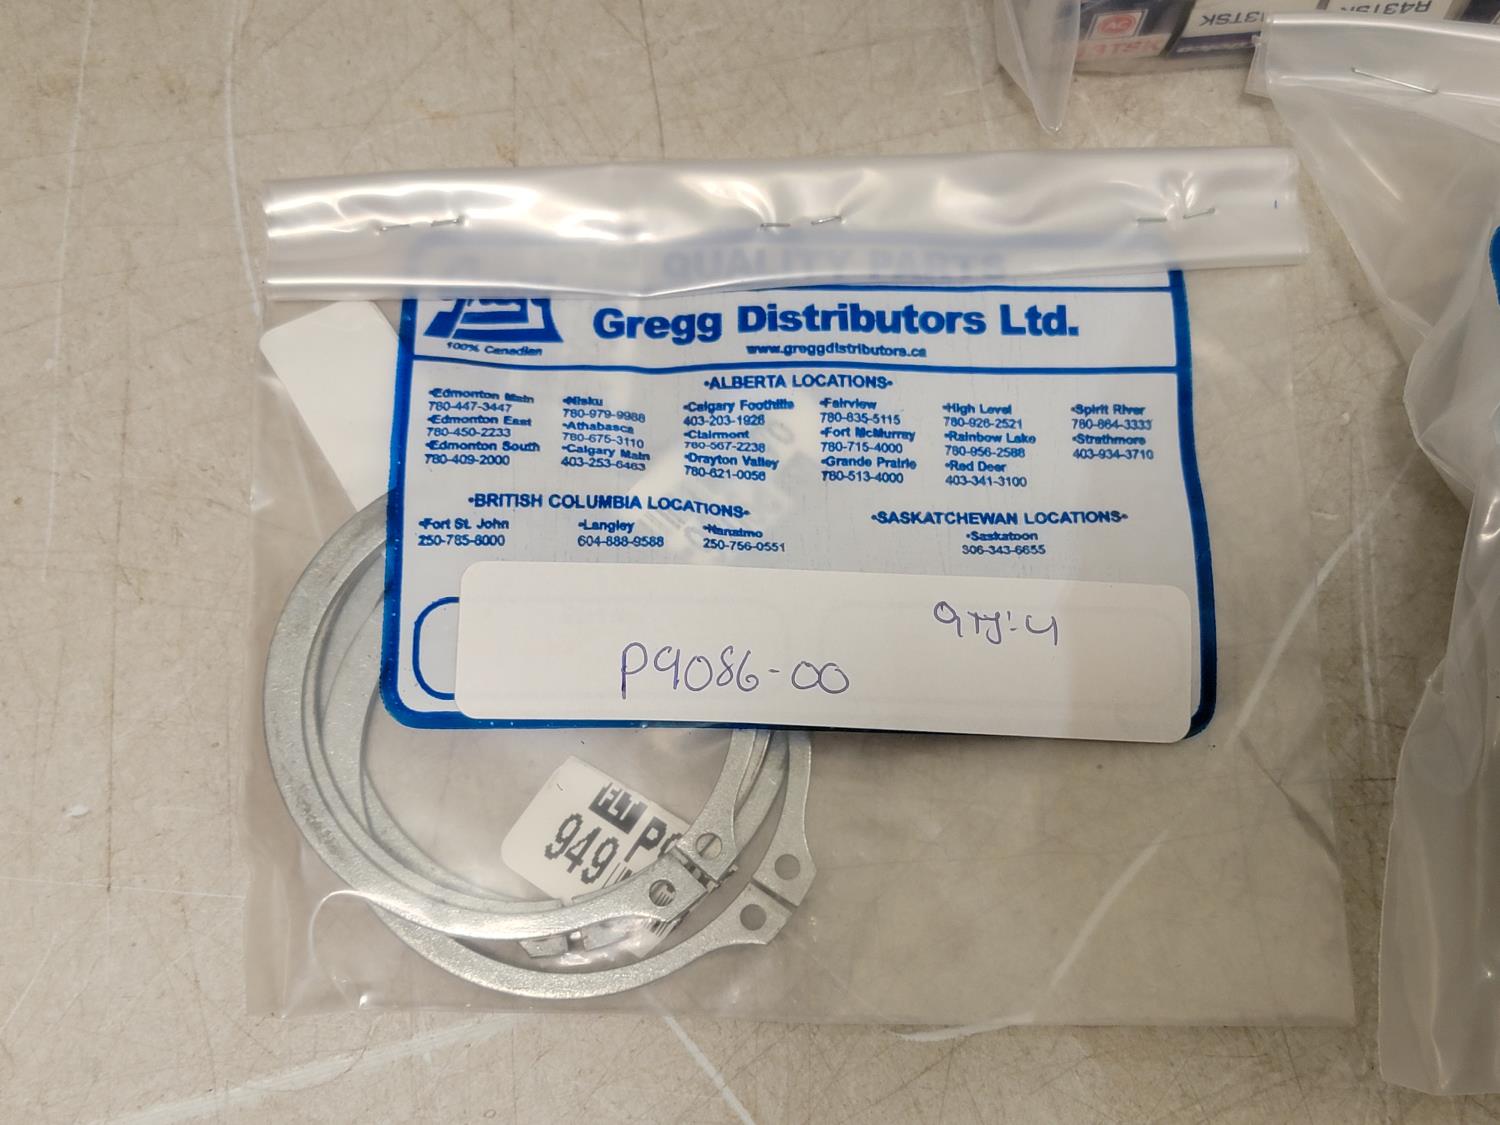 R43TSK
R43TSK
AC
QUALITY PARTS
Gregg Distributors Ltd.
100% Canadian
www.greggdistributors.ca
•ALBERTA LOCATIONS•
•Edmonton Main
780-447-3447
•Edmonton East
780-450-2233
•Edmonton South
780-409-2000
•Nisku
780-979-9988
•Athabasca
780-675-3110
•Calgary Main
403-253-6463
•Calgary Foothills
403-203-1926
•Clairmont
780-567-2238
•Drayton Valley
780-621-0056
•Fairview
780-835-5115
•Fort McMurray
780-715-4000
•Grande Prairie
780-513-4000
•High Level
780-926-2521
•Rainbow Lake
780-956-2588
•Red Deer
403-341-3100
•Spirit River
780-864-3333
•Strathmore
403-934-3710
•BRITISH COLUMBIA LOCATIONS•
•Fort St. John
250-785-8000
•Langley
604-888-9588
•Nanaimo
250-756-0551
•SASKATCHEWAN LOCATIONS•
•Saskatoon
306-343-6655
QTY: 4
P9086-00
FLT
949